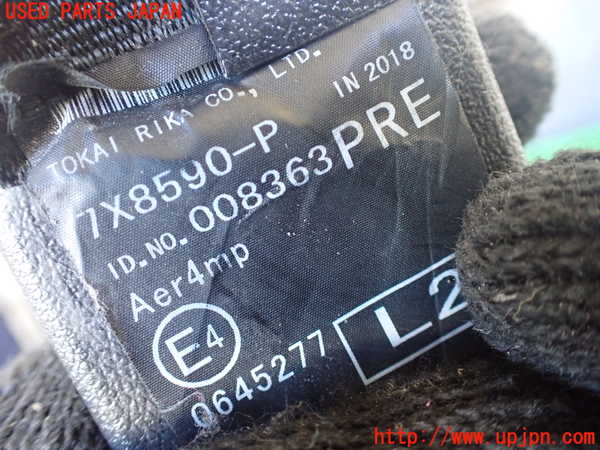 USED PARTS JAPAN
TOKAI RIKA CO., LTD.
IN 2018
7X8590-P
PRE
ID.NO. 008363
Aer4mp
E4
0645277
L2
http://www.upjpn.com